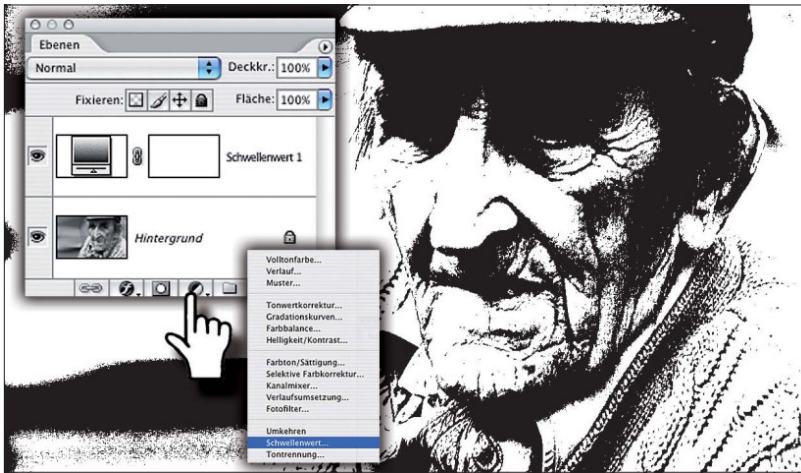 Ebenen
Normal Deckkr.: 100%
Fixieren: Fläche: 100%
Schwellenwert 1
Hintergrund
Volltonfarbe...
Verlauf...
Muster...
Tonwertkorrektur...
Gradationskurven...
Farbbalance...
Helligkeit/Kontrast...
Farbton/Sättigung...
Selektive Farbkorrektur...
Kanalmixer...
Verlaufsumsetzung...
Fotofilter...
Umkehren
Schwellenwert...
Tontrennung...